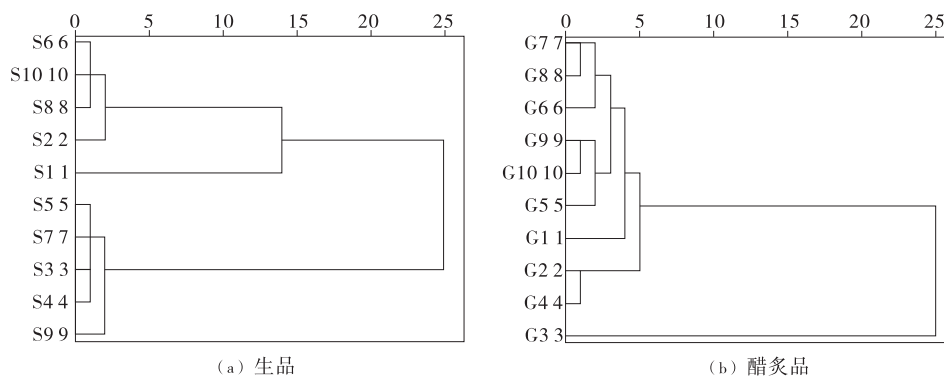 0 5 10 15 20 25
S6 6
S10 10
S8 8
S2 2
S1 1
S5 5
S7 7
S3 3
S4 4
S9 9
(a) 生品
0 5 10 15 20 25
G7 7
G8 8
G6 6
G9 9
G10 10
G5 5
G1 1
G2 2
G4 4
G3 3
(b) 醋炙品